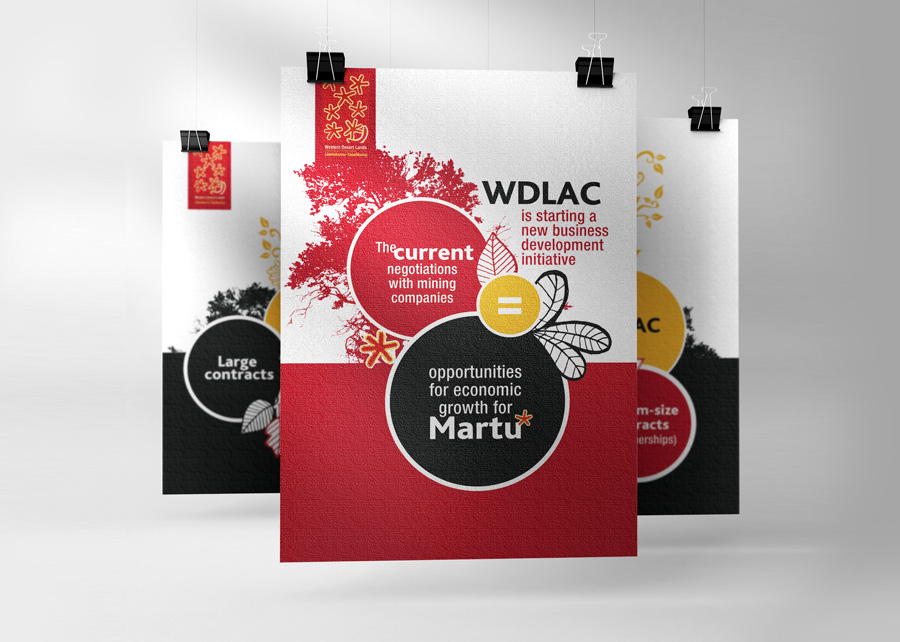 Western Desert Lands
WDLAC
is starting a
new business
development
initiative
The current
negotiations
with mining
companies
=
opportunities
for economic
growth for
Martu
Large
contracts
AC
m-size
racts
erships)